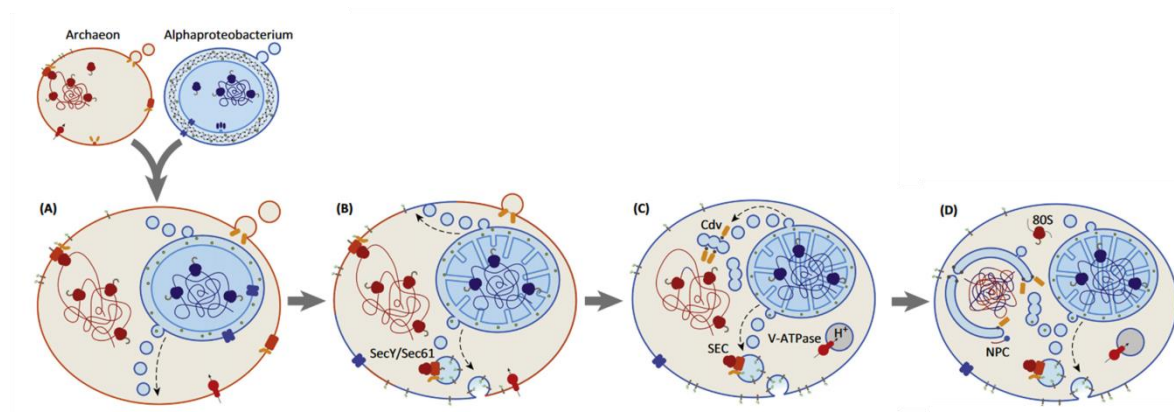 Archaeon Alphaproteobacterium
(A)
(B)
SecY/Sec61
(C)
Cdv
SEC
V-ATPase
H+
(D)
80S
NPC